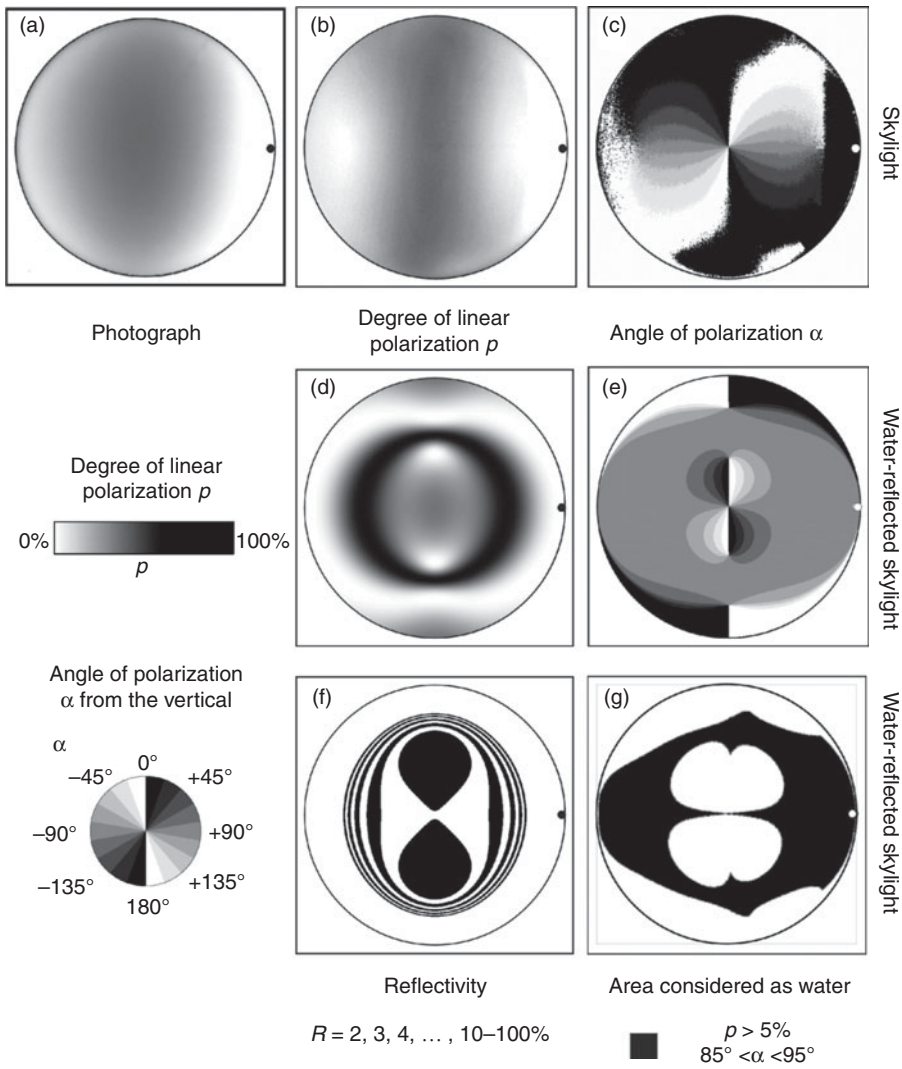 (a)
(b)
(c)
Skylight
Photograph
Degree of linear
polarization p
Angle of polarization α
(d)
(e)
Water-reflected skylight
Degree of linear
polarization p
0%
100%
p
Angle of polarization
α from the vertical
α
0°
–45°
+45°
–90°
+90°
–135°
+135°
180°
(f)
(g)
Water-reflected skylight
Reflectivity
Area considered as water
R = 2, 3, 4, … , 10–100%
p > 5%
85° <α <95°